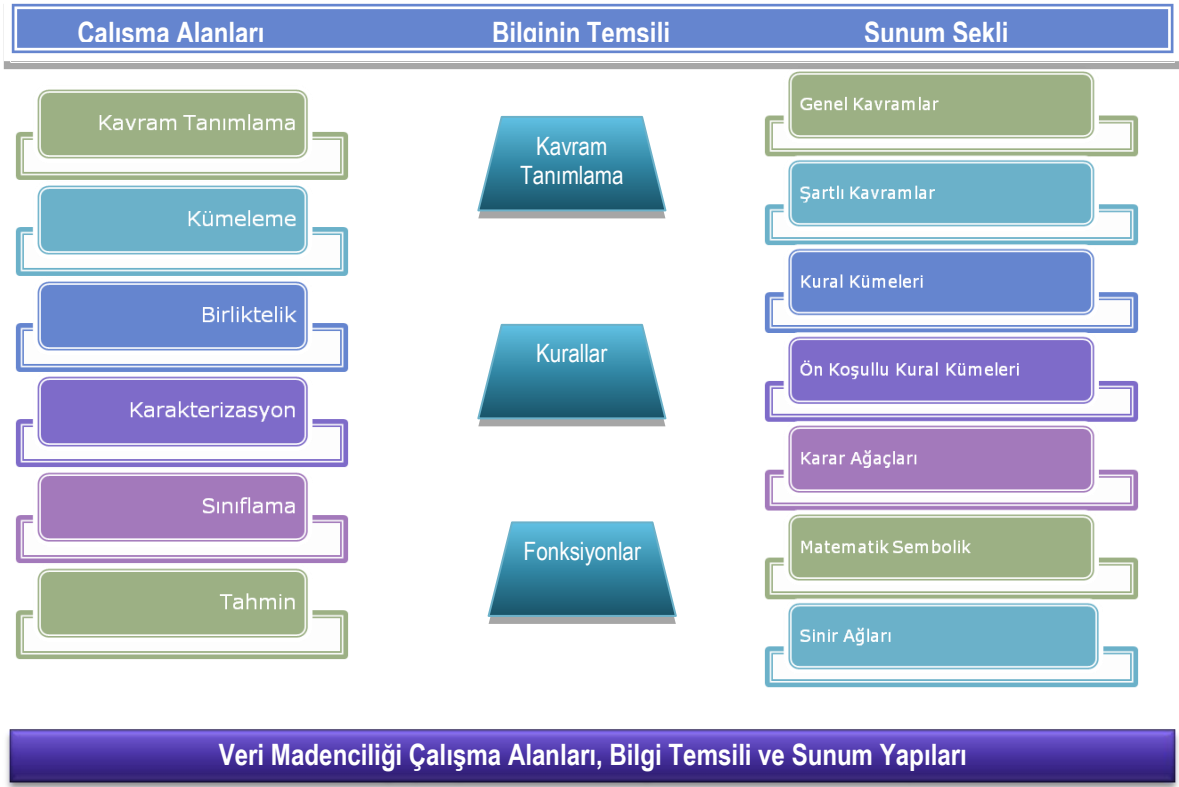 Çalışma Alanları Bilginin Temsili Sunum Şekli
Kavram Tanımlama
Kümeleme
Birliktelik
Karakterizasyon
Sınıflama
Tahmin
Kavram
Tanımlama
Kurallar
Fonksiyonlar
Genel Kavramlar
Şartlı Kavramlar
Kural Kümeleri
Ön Koşullu Kural Kümeleri
Karar Ağaçları
Matematik Sembolik
Sinir Ağları
Veri Madenciliği Çalışma Alanları, Bilgi Temsili ve Sunum Yapıları